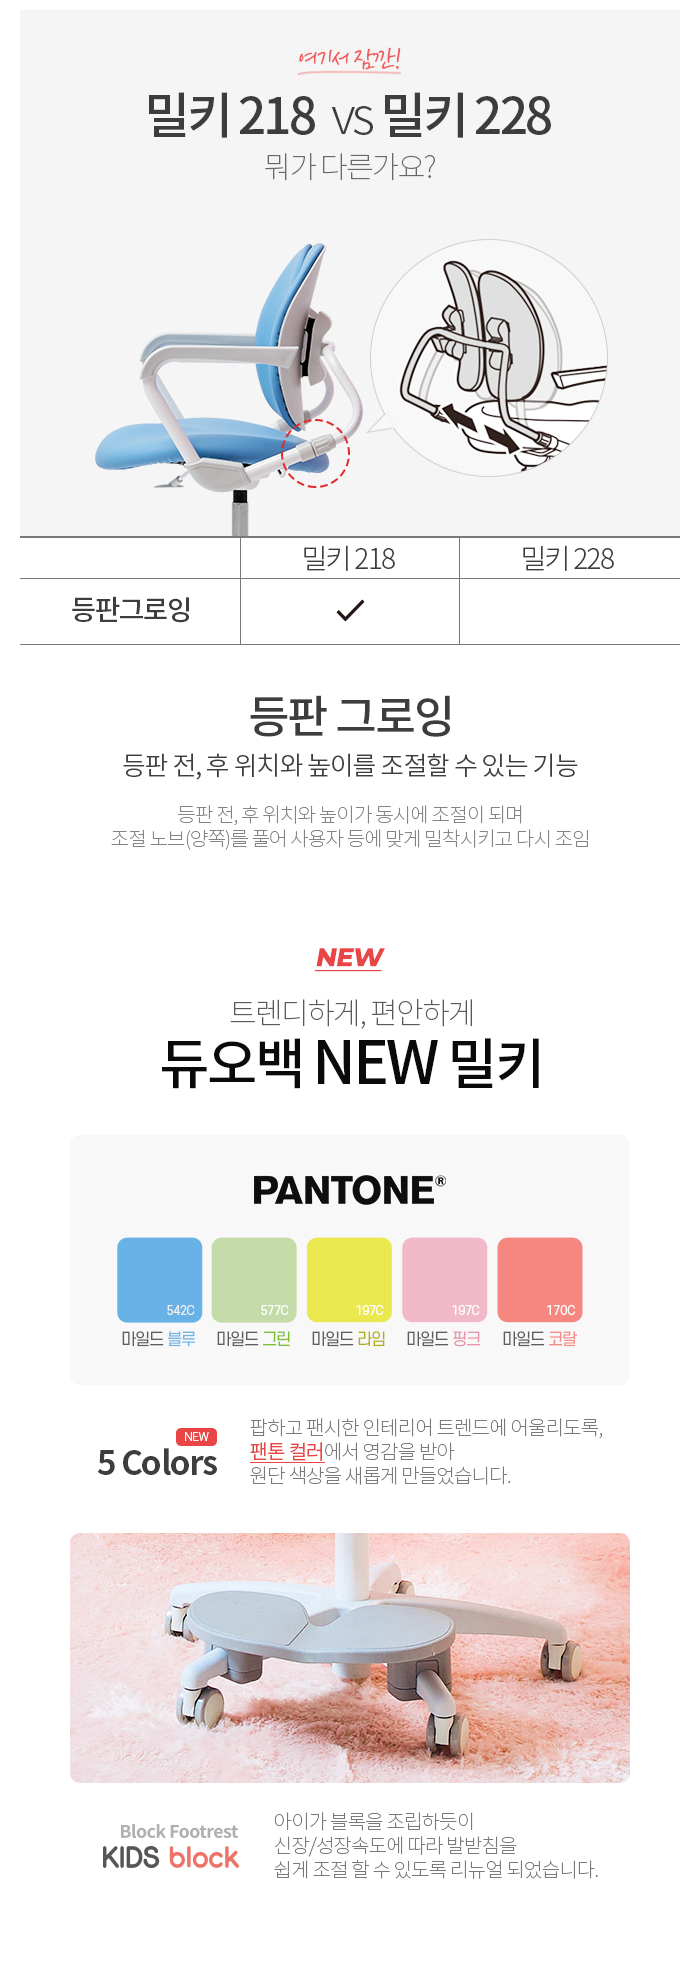 여기서 잠깐!
밀키 218 VS 밀키 228
뭐가 다른가요?
밀키 218 밀키 228
등판그로잉
등판 그로잉
등판 전, 후 위치와 높이를 조절할 수 있는 기능
등판 전, 후 위치와 높이가 동시에 조절이 되며
조절 노브(양쪽)를 풀어 사용자 등에 맞게 밀착시키고 다시 조임
NEW
트렌디하게, 편안하게
듀오백 NEW 밀키
PANTONE®
542C 577C 197C 197C 170C
마일드 블루 마일드 그린 마일드 라임 마일드 핑크 마일드 코랄
NEW
5 Colors
팝하고 팬시한 인테리어 트렌드에 어울리도록,
팬톤 컬러에서 영감을 받아
원단 색상을 새롭게 만들었습니다.
Block Footrest
KIDS block
아이가 블록을 조립하듯이
신장/성장속도에 따라 발받침을
쉽게 조절 할 수 있도록 리뉴얼 되었습니다.